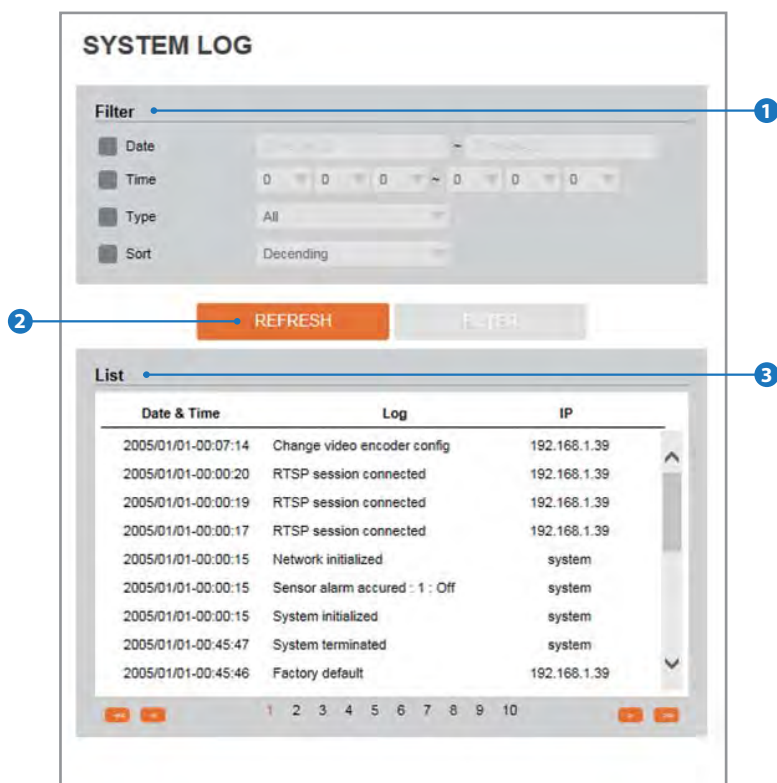 SYSTEM LOG
Filter
1
Date ~
Time 0 0 0 ~ 0 0 0
Type All
Sort Decending
2
REFRESH FILTER
List
3
Date & Time Log IP
2005/01/01-00:07:14 Change video encoder config 192.168.1.39
2005/01/01-00:00:20 RTSP session connected 192.168.1.39
2005/01/01-00:00:19 RTSP session connected 192.168.1.39
2005/01/01-00:00:17 RTSP session connected 192.168.1.39
2005/01/01-00:00:15 Network initialized system
2005/01/01-00:00:15 Sensor alarm accured : 1 : Off system
2005/01/01-00:00:15 System initialized system
2005/01/01-00:45:47 System terminated system
2005/01/01-00:45:46 Factory default 192.168.1.39
1 2 3 4 5 6 7 8 9 10